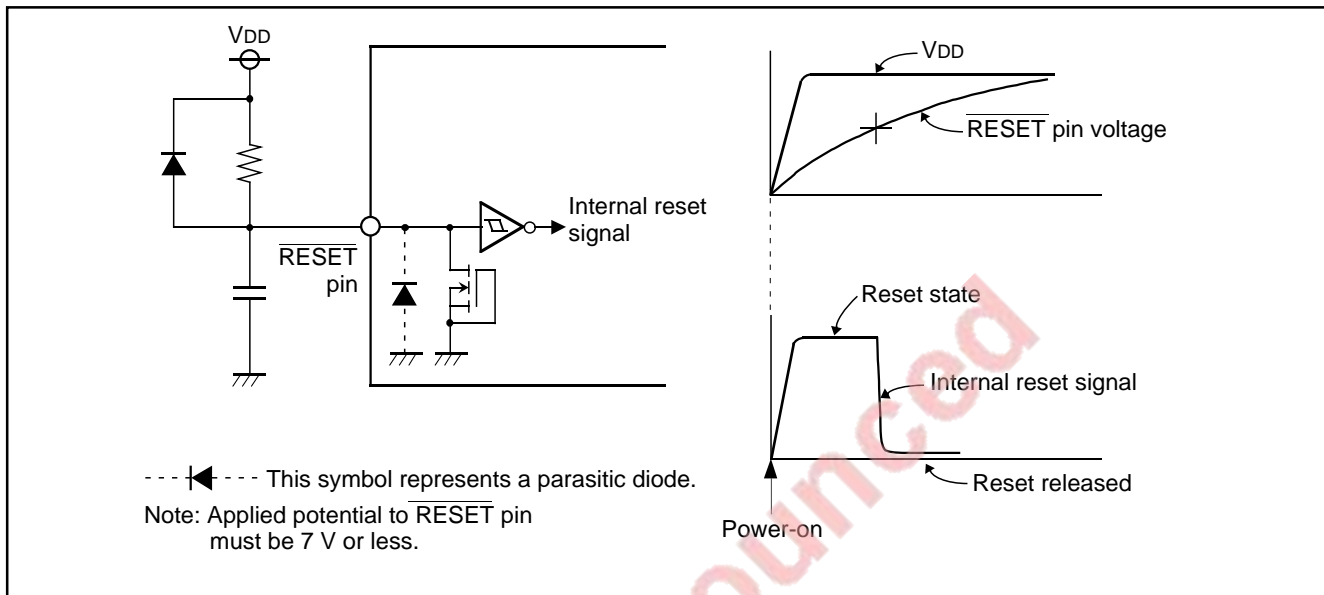 VDD
RESET
pin
Internal reset
signal
This symbol represents a parasitic diode.
Note: Applied potential to RESET pin
must be 7 V or less.
VDD
RESET pin voltage
Reset state
Internal reset signal
Reset released
Power-on
ounced